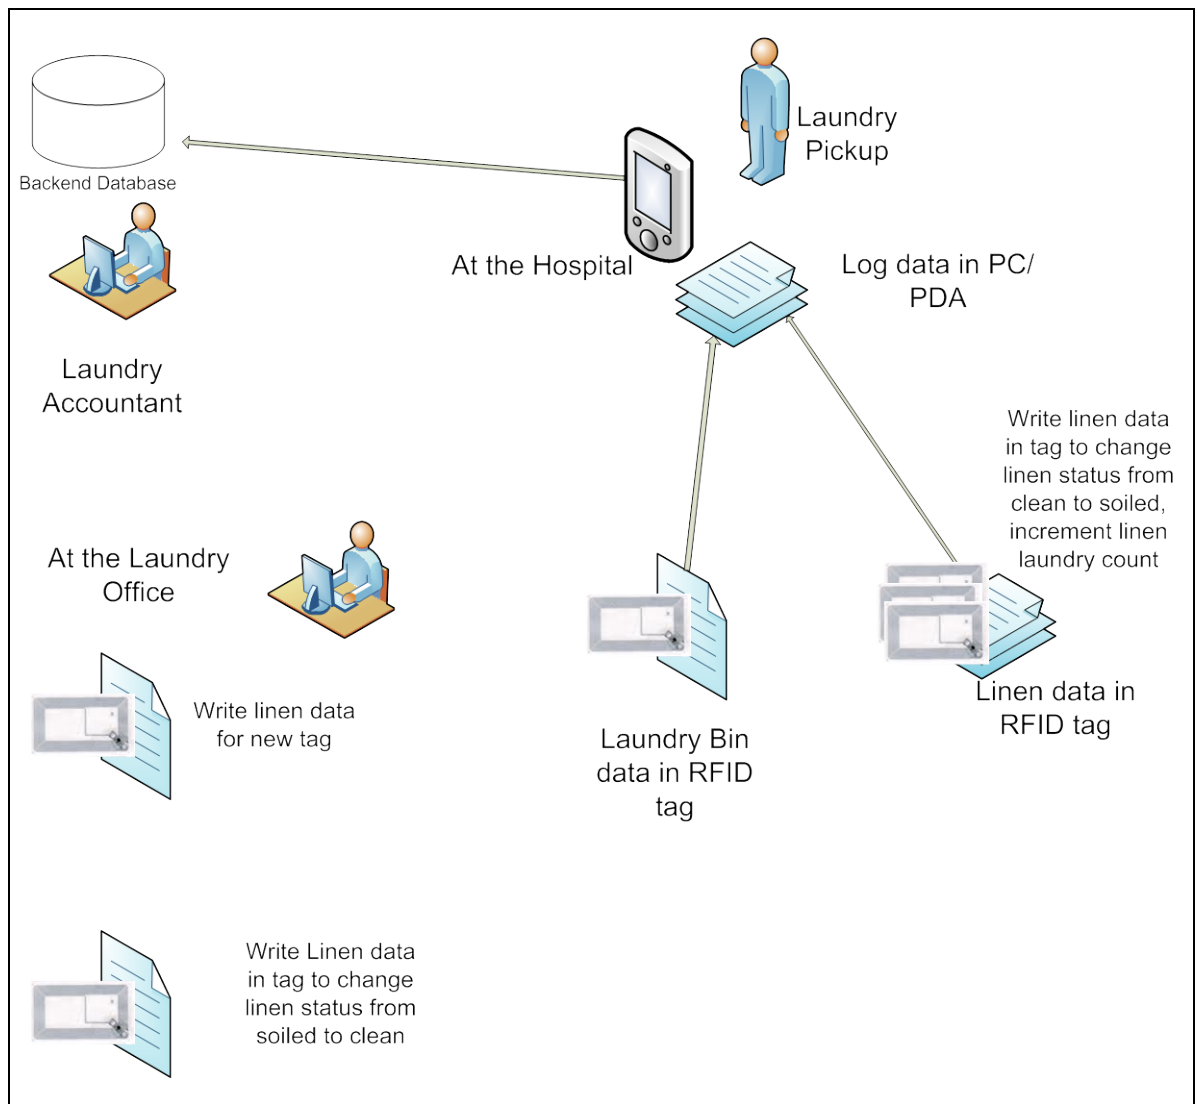 Laundry
Pickup
Backend Database
At the Hospital
Log data in PC/
PDA
Laundry
Accountant
Write linen data
in tag to change
linen status from
clean to soiled,
increment linen
laundry count
At the Laundry
Office
Linen data in
RFID tag
Write linen data
for new tag
Laundry Bin
data in RFID
tag
Write Linen data
in tag to change
linen status from
soiled to clean